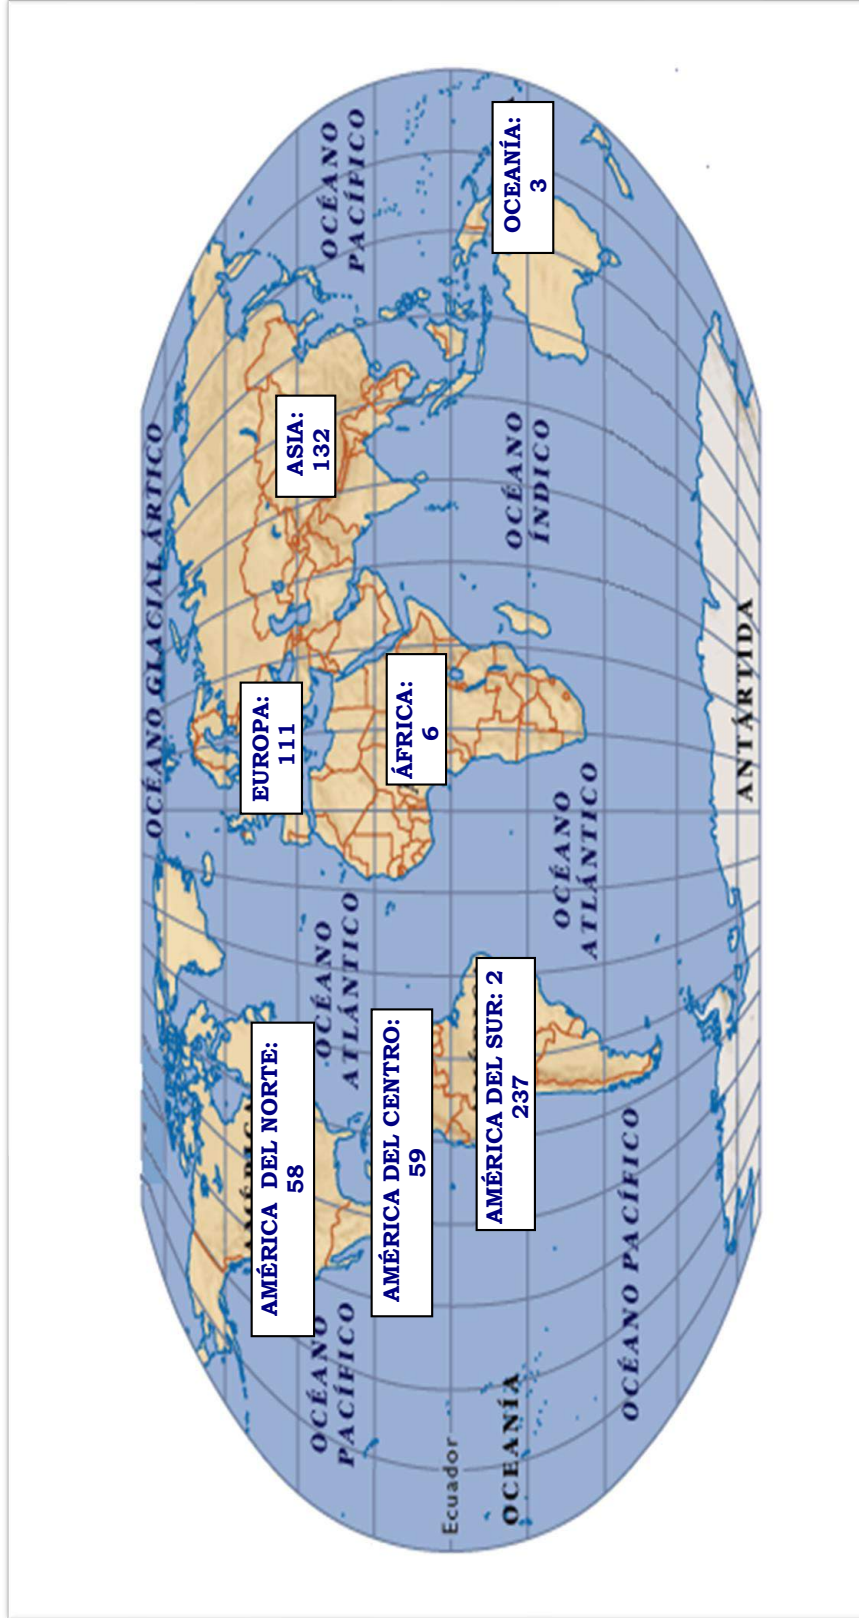 OCÉANO GLACIAL ÁRTICO
EUROPA:
111
ASIA:
132
AMÉRICA
AMÉRICA DEL NORTE:
58
OCÉANO
PACÍFICO
OCÉANO
ATLÁNTICO
ÁFRICA:
6
OCÉANO
PACÍFICO
AMÉRICA DEL CENTRO:
59
Ecuador
AMÉRICA DEL SUR: 2
237
OCEANÍA
OCÉANO
ÍNDICO
OCEANÍA:
3
OCÉANO
ATLÁNTICO
OCÉANO PACÍFICO
ANTÁRTIDA